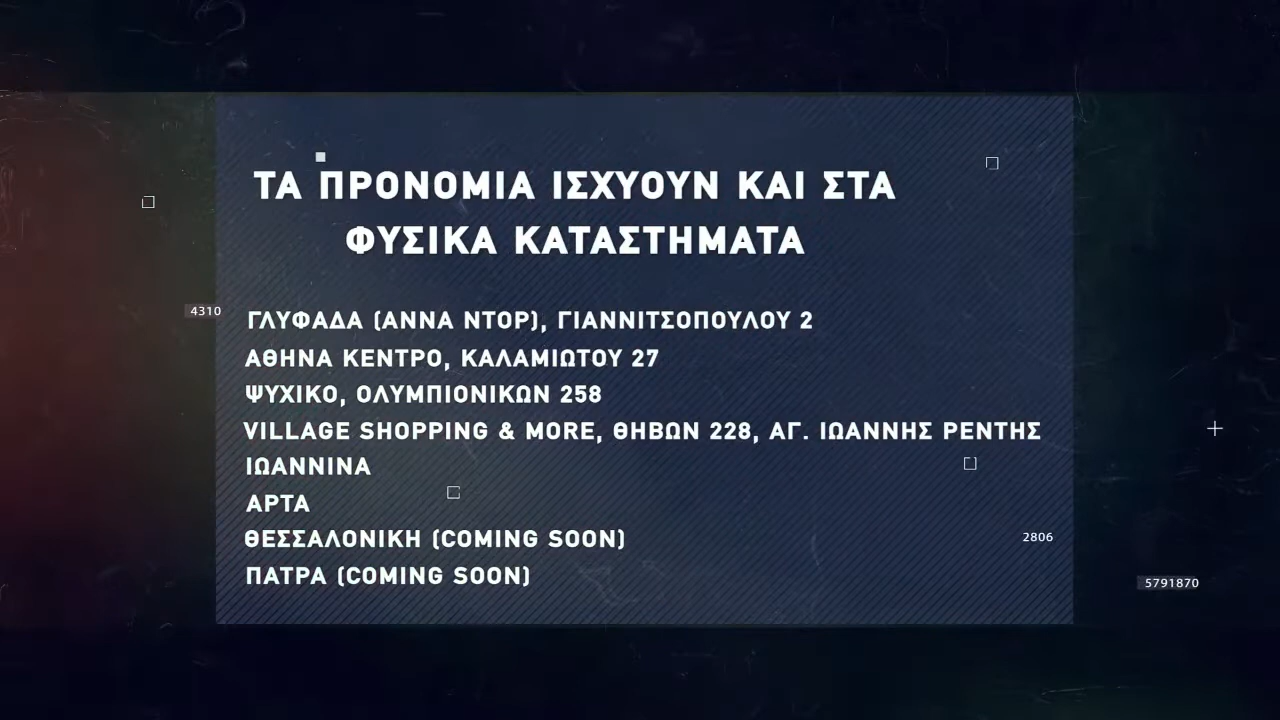 ΤΑ ΠΡΟΝΟΜΙΑ ΙΣΧΥΟΥΝ ΚΑΙ ΣΤΑ
ΦΥΣΙΚΑ ΚΑΤΑΣΤΗΜΑΤΑ
4310
ΓΛΥΦΑΔΑ (ΑΝΝΑ ΝΤΟΡ), ΓΙΑΝΝΙΤΣΟΠΟΥΛΟΥ 2
ΑΘΗΝΑ ΚΕΝΤΡΟ, ΚΑΛΑΜΙΩΤΟΥ 27
ΨΥΧΙΚΟ, ΟΛΥΜΠΙΟΝΙΚΩΝ 258
VILLAGE SHOPPING & MORE, ΘΗΒΩΝ 228, ΑΓ. ΙΩΑΝΝΗΣ ΡΕΝΤΗΣ
ΙΩΑΝΝΙΝΑ
ΑΡΤΑ
ΘΕΣΣΑΛΟΝΙΚΗ (COMING SOON)
2806
ΠΑΤΡΑ (COMING SOON)
5791870